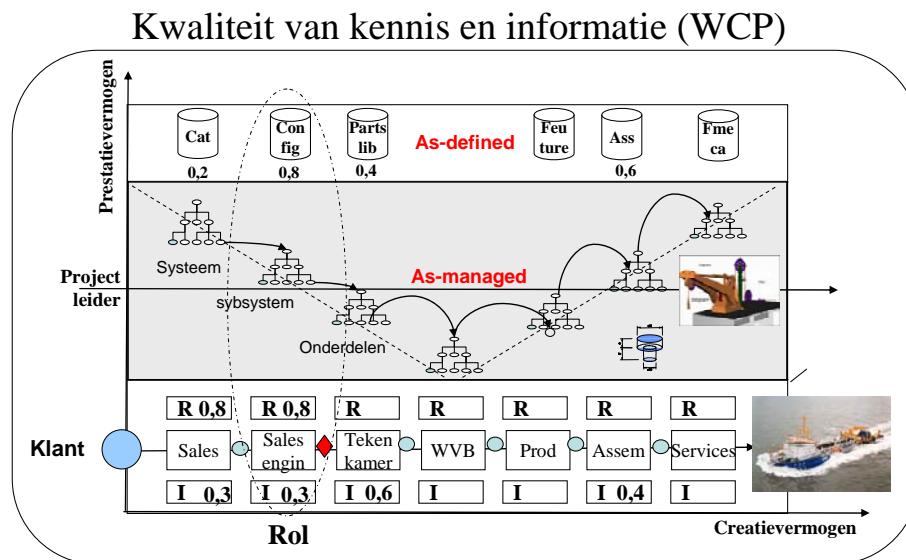 Kwaliteit van kennis en informatie (WCP)
Prestatievermogen
Cat
Con
fig
Parts
lib
As-defined
Feu
ture
Ass
Fme
ca
0,2
0,8
0,4
0,6
Systeem
Project
leider
As-managed
sybsystem
Onderdelen
R 0,8
R 0,8
R
R
R
R
R
Klant
Sales
Sales
engin
Teken
kamer
WVB
Prod
Assem
Services
I 0,3
I 0,3
I 0,6
I
I
I 0,4
I
Rol
Creatievermogen